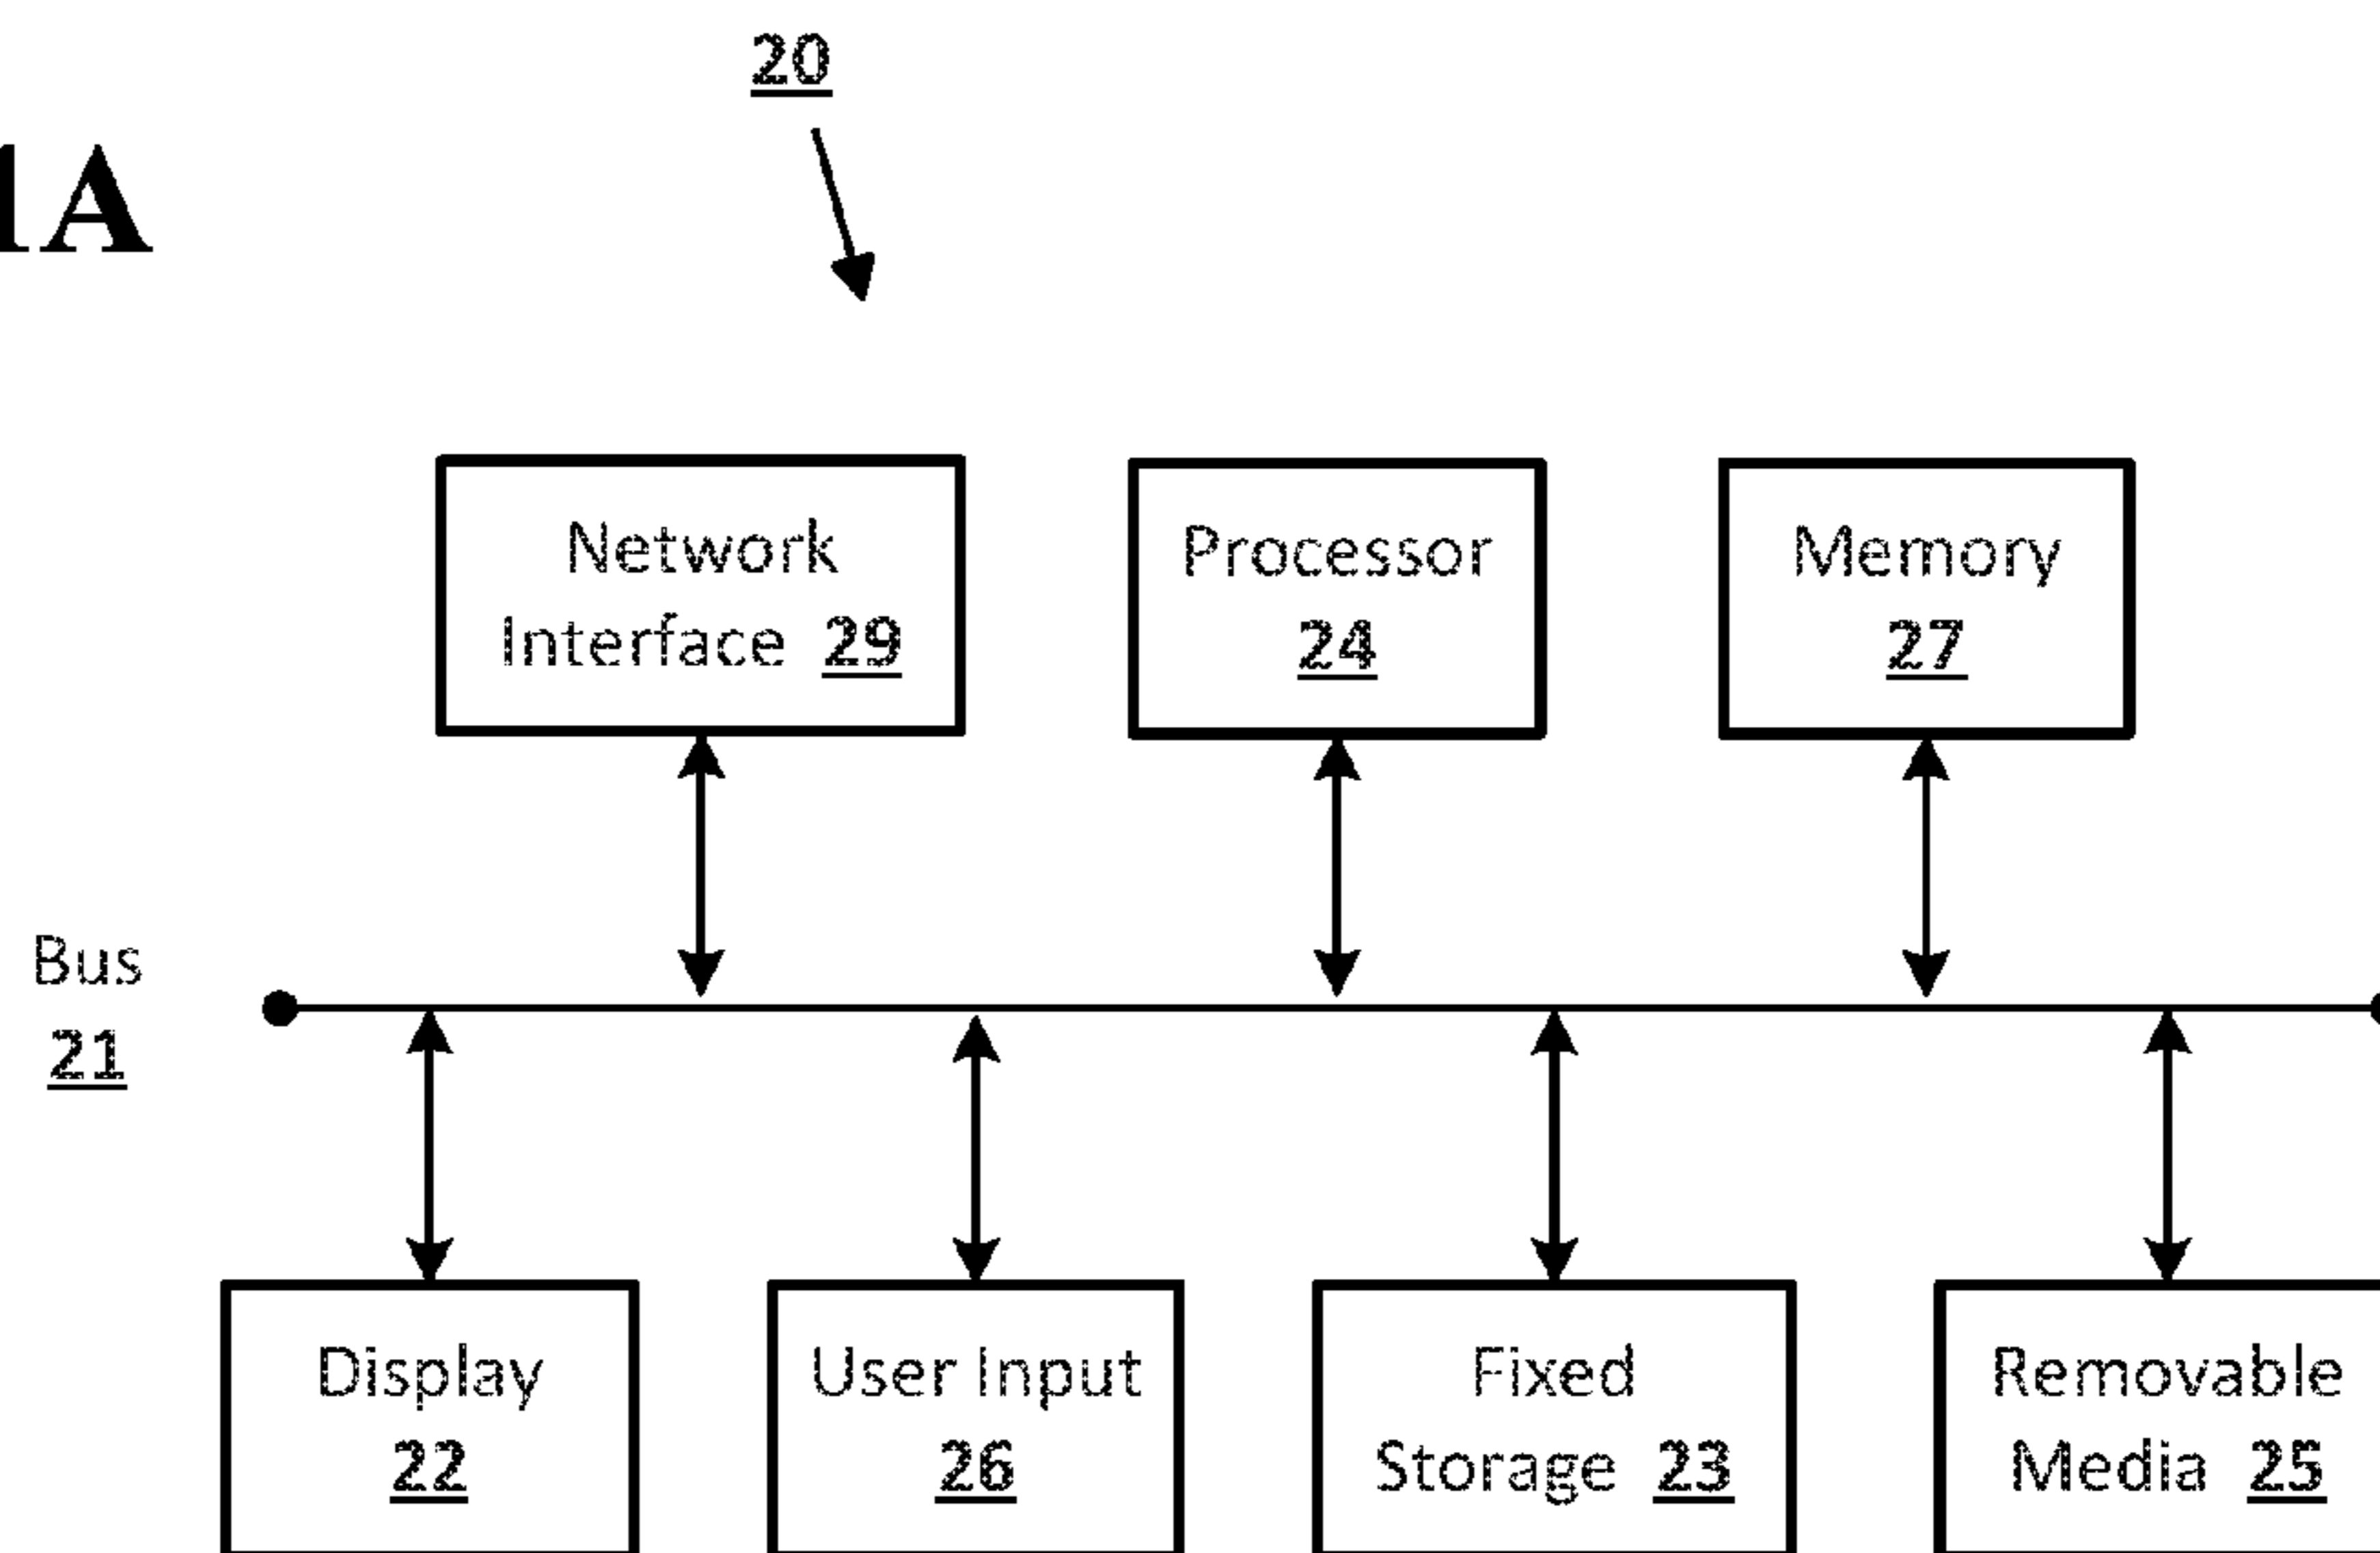 20
1A
Network
Interface 29
Processor
24
Memory
27
Bus
21
Display
22
User Input
26
Fixed
Storage 23
Removable
Media 25